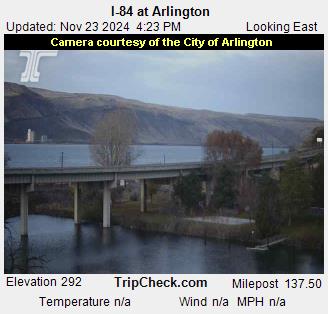 I-84 at Arlington
Updated: Nov 23 2024 4:23 PM Looking East
Camera courtesy of the City of Arlington
Elevation 292 TripCheck.com Milepost 137.50
Temperature n/a Wind n/a MPH n/a